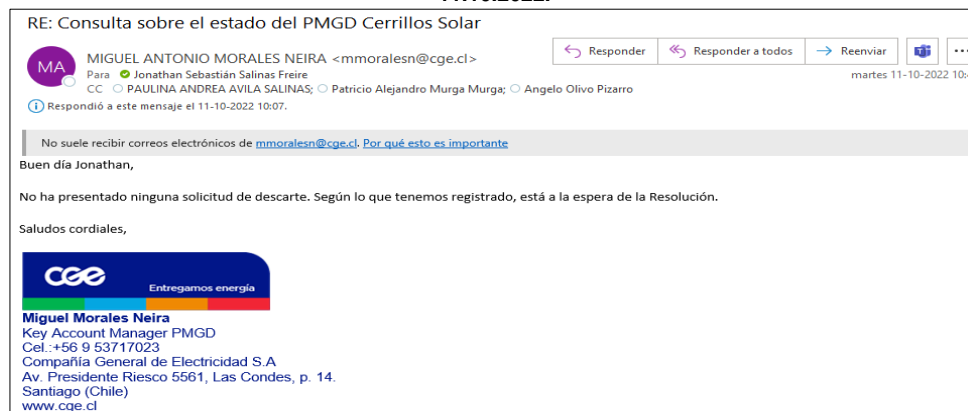 RE: Consulta sobre el estado del PMGD Cerrillos Solar
MA
MIGUEL ANTONIO MORALES NEIRA <mmoralesn@cge.cl>
Responder
Responder a todos
Reenviar
Para Jonathan Sebastián Salinas Freire
martes 11-10-2022
CC PAULINA ANDREA AVILA SALINAS; Patricio Alejandro Murga Murga; Angelo Olivo Pizarro
Respondió a este mensaje el 11-10-2022 10:07.
No suele recibir correos electrónicos de mmoralesn@cge.cl. Por qué esto es importante
Buen día Jonathan,
No ha presentado ninguna solicitud de descarte. Según lo que tenemos registrado, está a la espera de la Resolución.
Saludos cordiales,
cge
Entregamos energía
Miguel Morales Neira
Key Account Manager PMGD
Cel.:+56 9 53717023
Compañía General de Electricidad S.A
Av. Presidente Riesco 5561, Las Condes, p. 14.
Santiago (Chile)
www.cge.cl